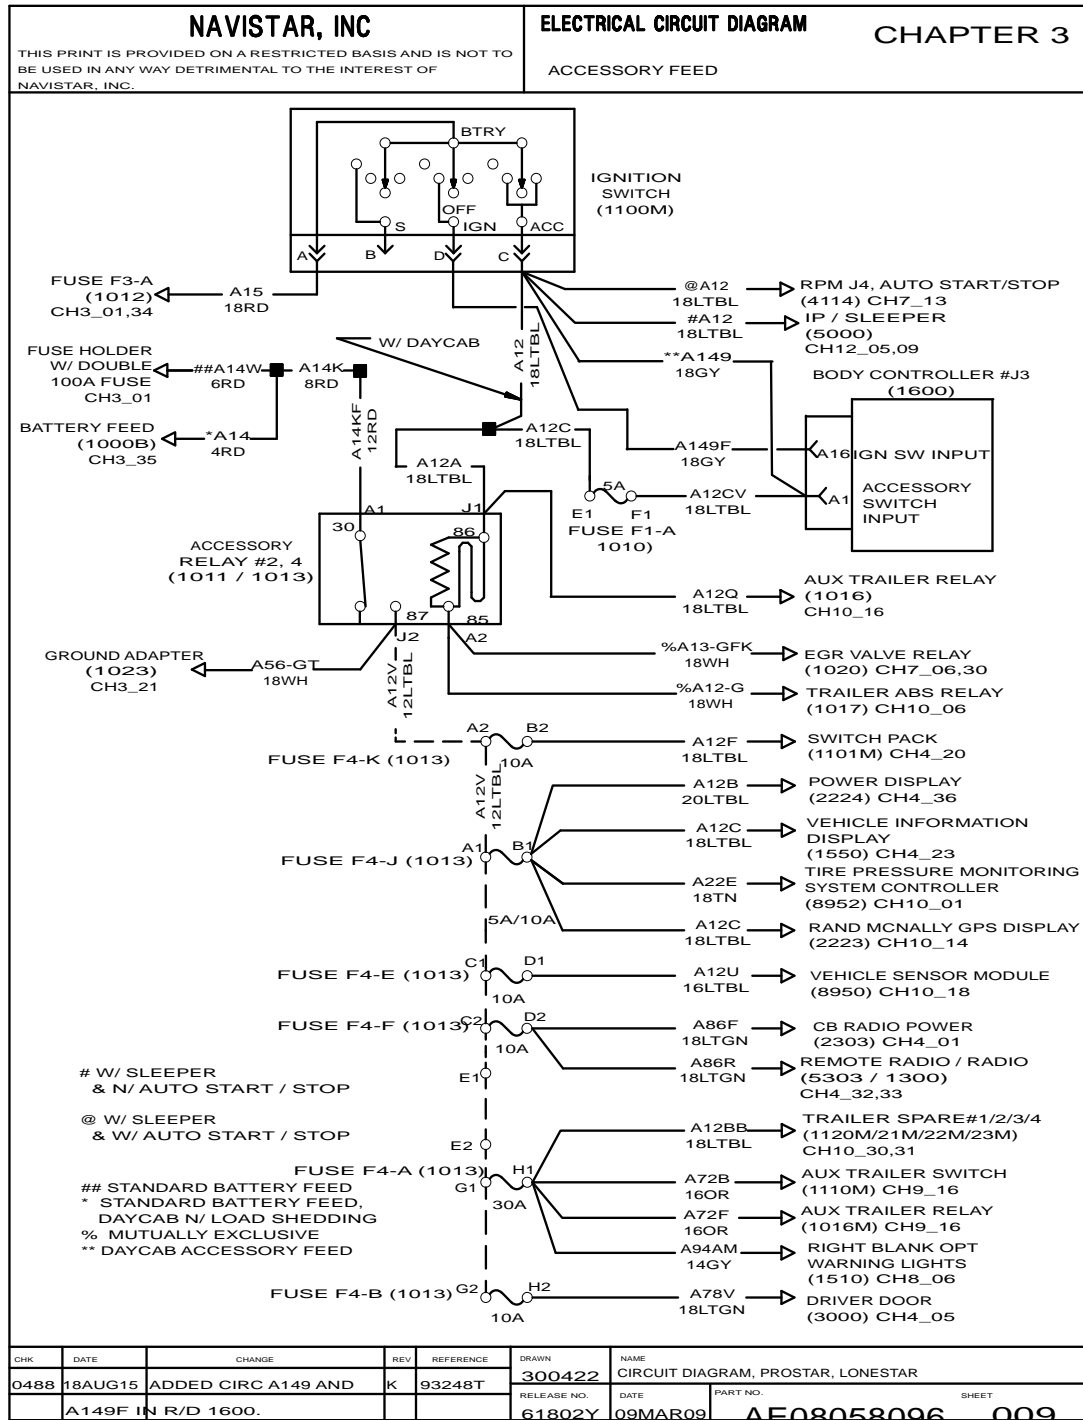 NAVISTAR, INC
THIS PRINT IS PROVIDED ON A RESTRICTED BASIS AND IS NOT TO
BE USED IN ANY WAY DETRIMENTAL TO THE INTEREST OF
NAVISTAR, INC.
ELECTRICAL CIRCUIT DIAGRAM
ACCESSORY FEED
CHAPTER 3
BTRY
OFF
S
IGN
ACC
A
B
D
C
IGNITION
SWITCH
(1100M)
FUSE F3-A
(1012)
CH3_01,34
A15
18RD
FUSE HOLDER
W/ DOUBLE
100A FUSE
CH3_01
##A14W
6RD
A14K
8RD
BATTERY FEED
(1000B)
CH3_35
*A14
4RD
A14KF
12RD
W/ DAYCAB
A12
18LTBL
@A12
18LTBL
RPM J4, AUTO START/STOP
(4114) CH7_13
#A12
18LTBL
IP / SLEEPER
(5000)
CH12_05,09
**A149
18GY
BODY CONTROLLER #J3
(1600)
A12C
18LTBL
A149F
18GY
A16
IGN SW INPUT
A12A
18LTBL
5A
E1
F1
FUSE F1-A
1010)
A12CV
18LTBL
A1
ACCESSORY
SWITCH
INPUT
A1
J1
30
86
ACCESSORY
RELAY #2, 4
(1011 / 1013)
87
85
J2
A2
A12Q
18LTBL
AUX TRAILER RELAY
(1016)
CH10_16
GROUND ADAPTER
(1023)
CH3_21
A56-GT
18WH
A12V
12LTBL
%A13-GFK
18WH
EGR VALVE RELAY
(1020) CH7_06,30
%A12-G
18WH
TRAILER ABS RELAY
(1017) CH10_06
A2
B2
FUSE F4-K (1013)
10A
A12F
18LTBL
SWITCH PACK
(1101M) CH4_20
A12V
12LTBL
A12B
20LTBL
POWER DISPLAY
(2224) CH4_36
A12C
18LTBL
VEHICLE INFORMATION
DISPLAY
(1550) CH4_23
A1
B1
FUSE F4-J (1013)
A22E
18TN
TIRE PRESSURE MONITORING
SYSTEM CONTROLLER
(8952) CH10_01
5A/10A
A12C
18LTBL
RAND MCNALLY GPS DISPLAY
(2223) CH10_14
C1
D1
FUSE F4-E (1013)
10A
A12U
16LTBL
VEHICLE SENSOR MODULE
(8950) CH10_18
C2
D2
FUSE F4-F (1013)
10A
A86F
18LTGN
CB RADIO POWER
(2303) CH4_01
A86R
18LTGN
REMOTE RADIO / RADIO
(5303 / 1300)
CH4_32,33
E1
# W/ SLEEPER
& N/ AUTO START / STOP
@ W/ SLEEPER
& W/ AUTO START / STOP
E2
A12BB
18LTBL
TRAILER SPARE#1/2/3/4
(1120M/21M/22M/23M)
CH10_30,31
FUSE F4-A (1013)
G1
H1
30A
A72B
16OR
AUX TRAILER SWITCH
(1110M) CH9_16
A72F
16OR
AUX TRAILER RELAY
(1016M) CH9_16
A94AM
14GY
RIGHT BLANK OPT
WARNING LIGHTS
(1510) CH8_06
## STANDARD BATTERY FEED
* STANDARD BATTERY FEED,
DAYCAB N/ LOAD SHEDDING
% MUTUALLY EXCLUSIVE
** DAYCAB ACCESSORY FEED
FUSE F4-B (1013)
G2
H2
10A
A78V
18LTGN
DRIVER DOOR
(3000) CH4_05
CHK DATE CHANGE REV REFERENCE
0488 18AUG15 ADDED CIRC A149 AND K 93248T
A149F IN R/D 1600.
DRAWN
300422
NAME
CIRCUIT DIAGRAM, PROSTAR, LONESTAR
RELEASE NO.
61802Y
DATE
09MAR09
PART NO.
AE08058096
SHEET
009